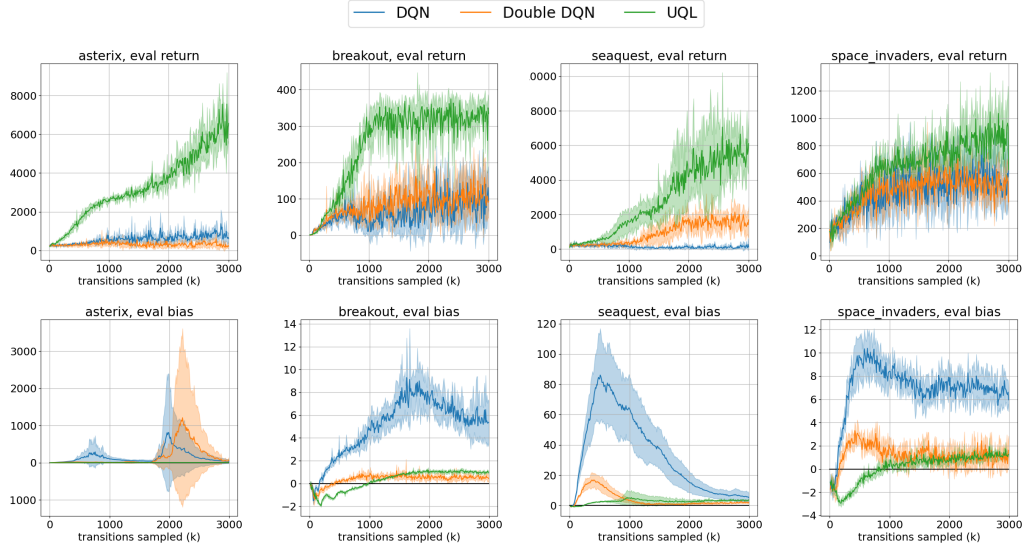 DQN Double DQN UQL
asterix, eval return breakout, eval return seaquest, eval return space_invaders, eval return
8000
6000
4000
2000
0
0 1000 2000 3000
transitions sampled (k)
400
300
200
100
0
0 1000 2000 3000
transitions sampled (k)
0000
8000
6000
4000
2000
0
0 1000 2000 3000
transitions sampled (k)
1200
1000
800
600
400
200
0
0 1000 2000 3000
transitions sampled (k)
asterix, eval bias breakout, eval bias seaquest, eval bias space_invaders, eval bias
3000
2000
1000
0
1000
0 1000 2000 3000
transitions sampled (k)
14
12
10
8
6
4
2
0
−2
0 1000 2000 3000
transitions sampled (k)
120
100
80
60
40
20
0
0 1000 2000 3000
transitions sampled (k)
12
10
8
6
4
2
0
−2
−4
0 1000 2000 3000
transitions sampled (k)